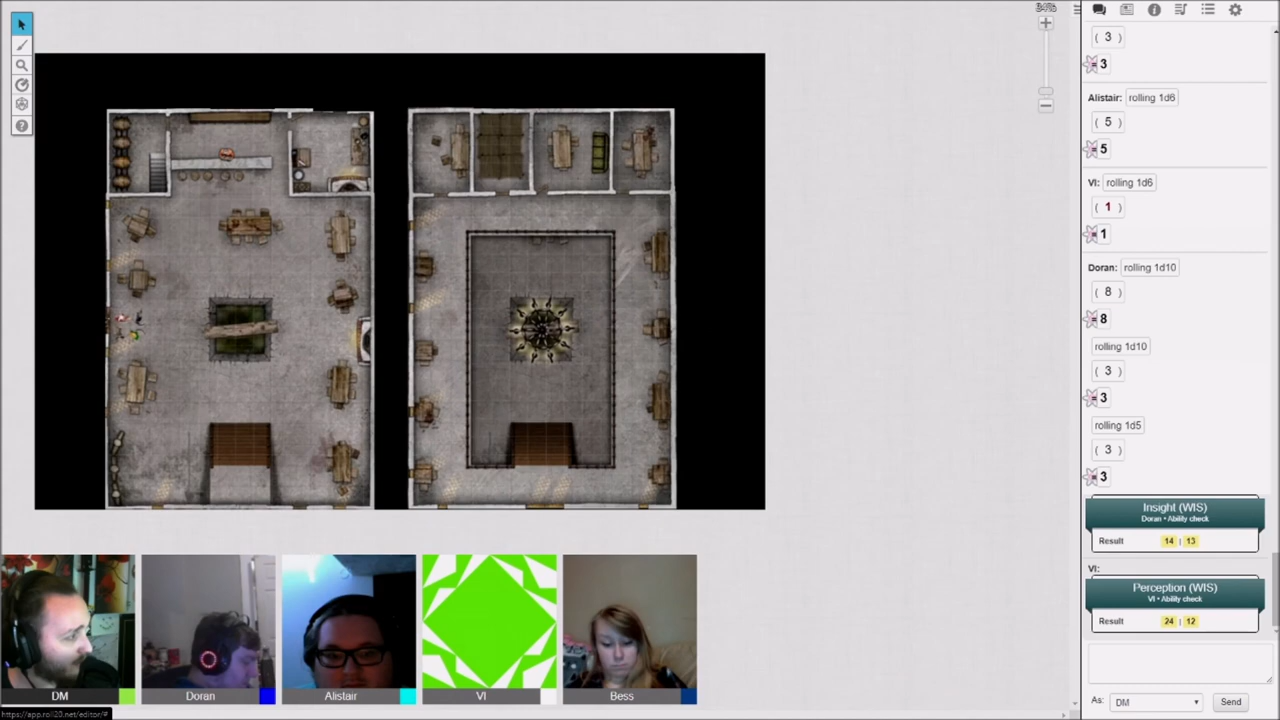 34%
( 3 )
= 3
Alistair: rolling 1d6
( 5 )
= 5
VI: rolling 1d6
( 1 )
= 1
Doran: rolling 1d10
( 8 )
= 8
rolling 1d10
( 3 )
= 3
rolling 1d5
( 3 )
= 3
Insight (WIS)
Doran • Ability check
Result 14 | 13
VI:
Perception (WIS)
VI • Ability check
Result 24 | 12
DM Doran Alistair VI Bess
As: DM Send
https://app.roll20.net/editor/#